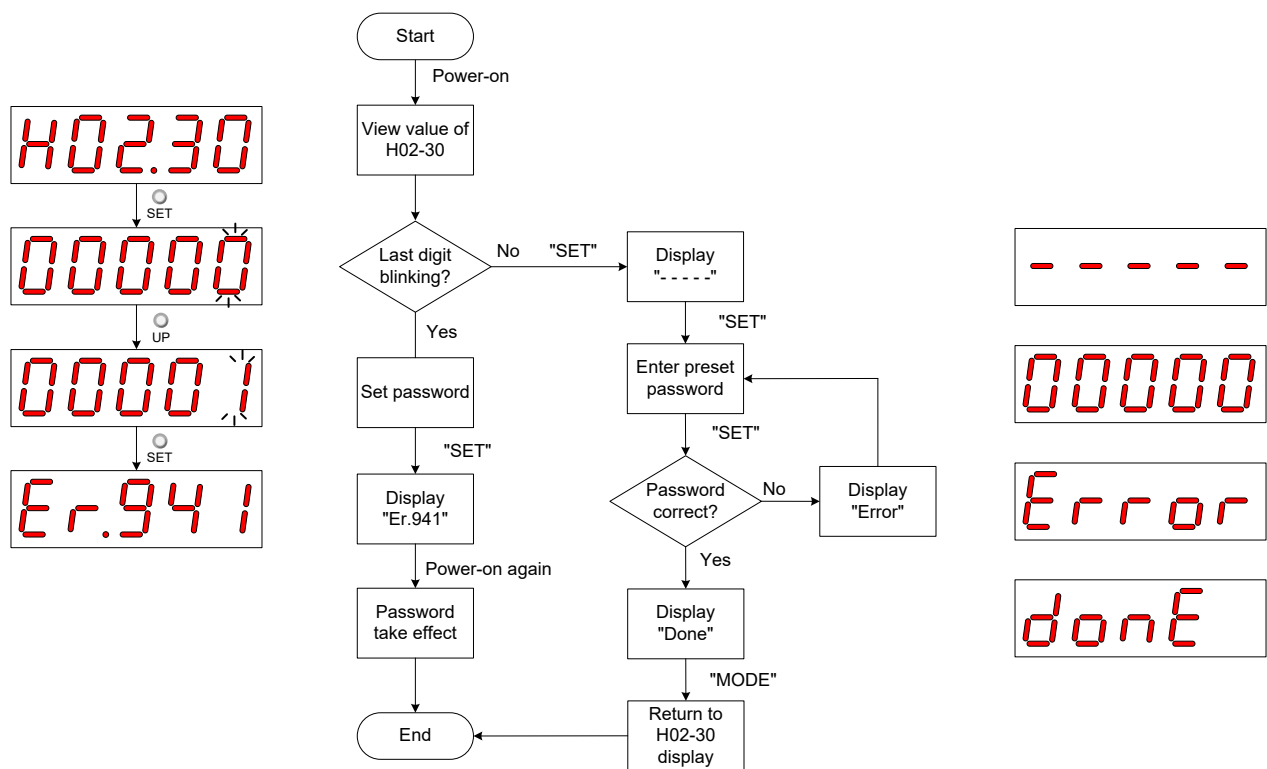 H02.30
SET
00000
UP
00001
SET
Er.941
Start
Power-on
View value of
H02-30
Last digit
blinking?
No
"SET"
Yes
Set password
"SET"
Display
"Er.941"
Power-on again
Password
take effect
End
Display
"- - - - -"
"SET"
Enter preset
password
"SET"
Password
correct?
No
Display
"Error"
Yes
Display
"Done"
"MODE"
Return to
H02-30
display
- - - - -
00000
Error
donE